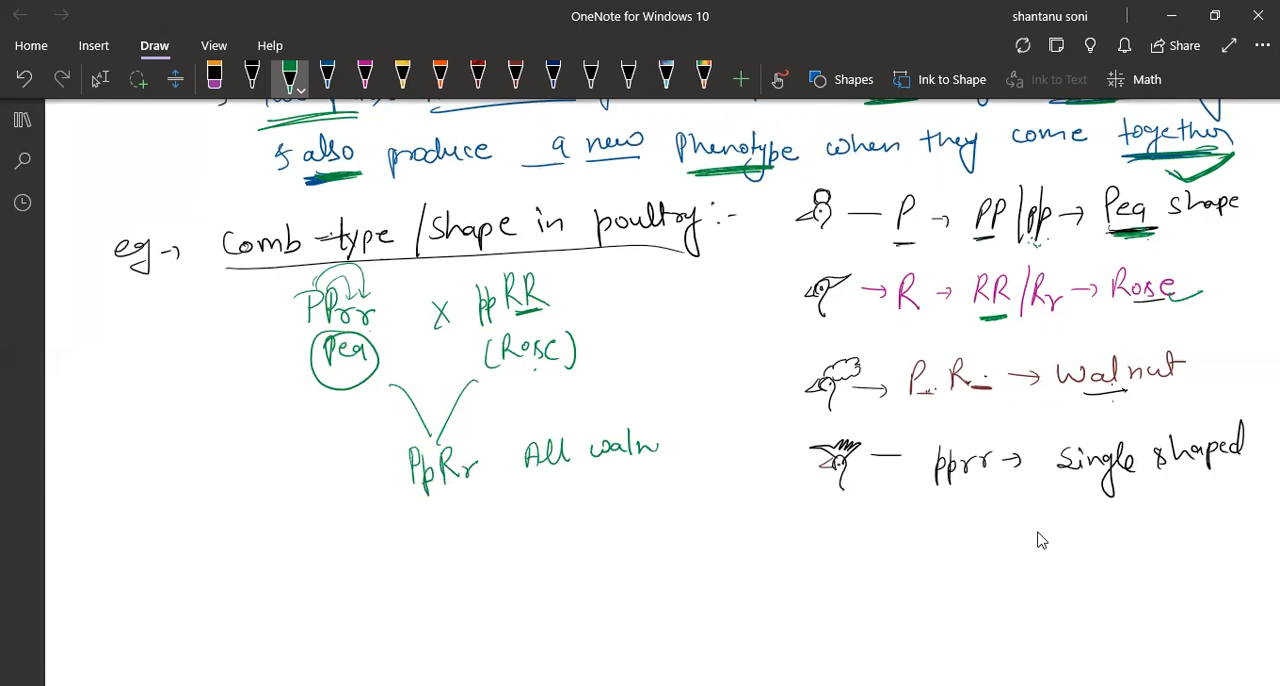 OneNote for Windows 10
shantanu soni
Home Insert Draw View Help
Share
Shapes Ink to Shape Ink to Text Math
& also produce a new Phenotype when they come together
eg → Comb-type/shape in poultry:-
P → PP/pp → Pea shape
→ R → RR/Rr → Rose
PPrr X ppRR
(Pea) (Rose)
→ P_R_ → Walnut
PpRr All waln
pprr → Single shaped